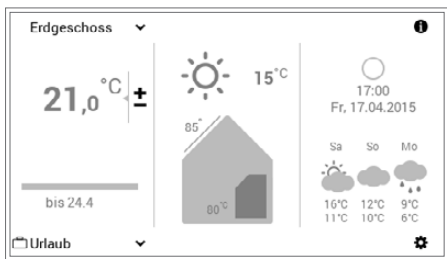 Erdgeschoss
21,0°C ±
bis 24.4
Urlaub
15°C
85°
80°C
17:00
Fr, 17.04.2015
Sa So Mo
16°C 12°C 9°C
11°C 10°C 6°C